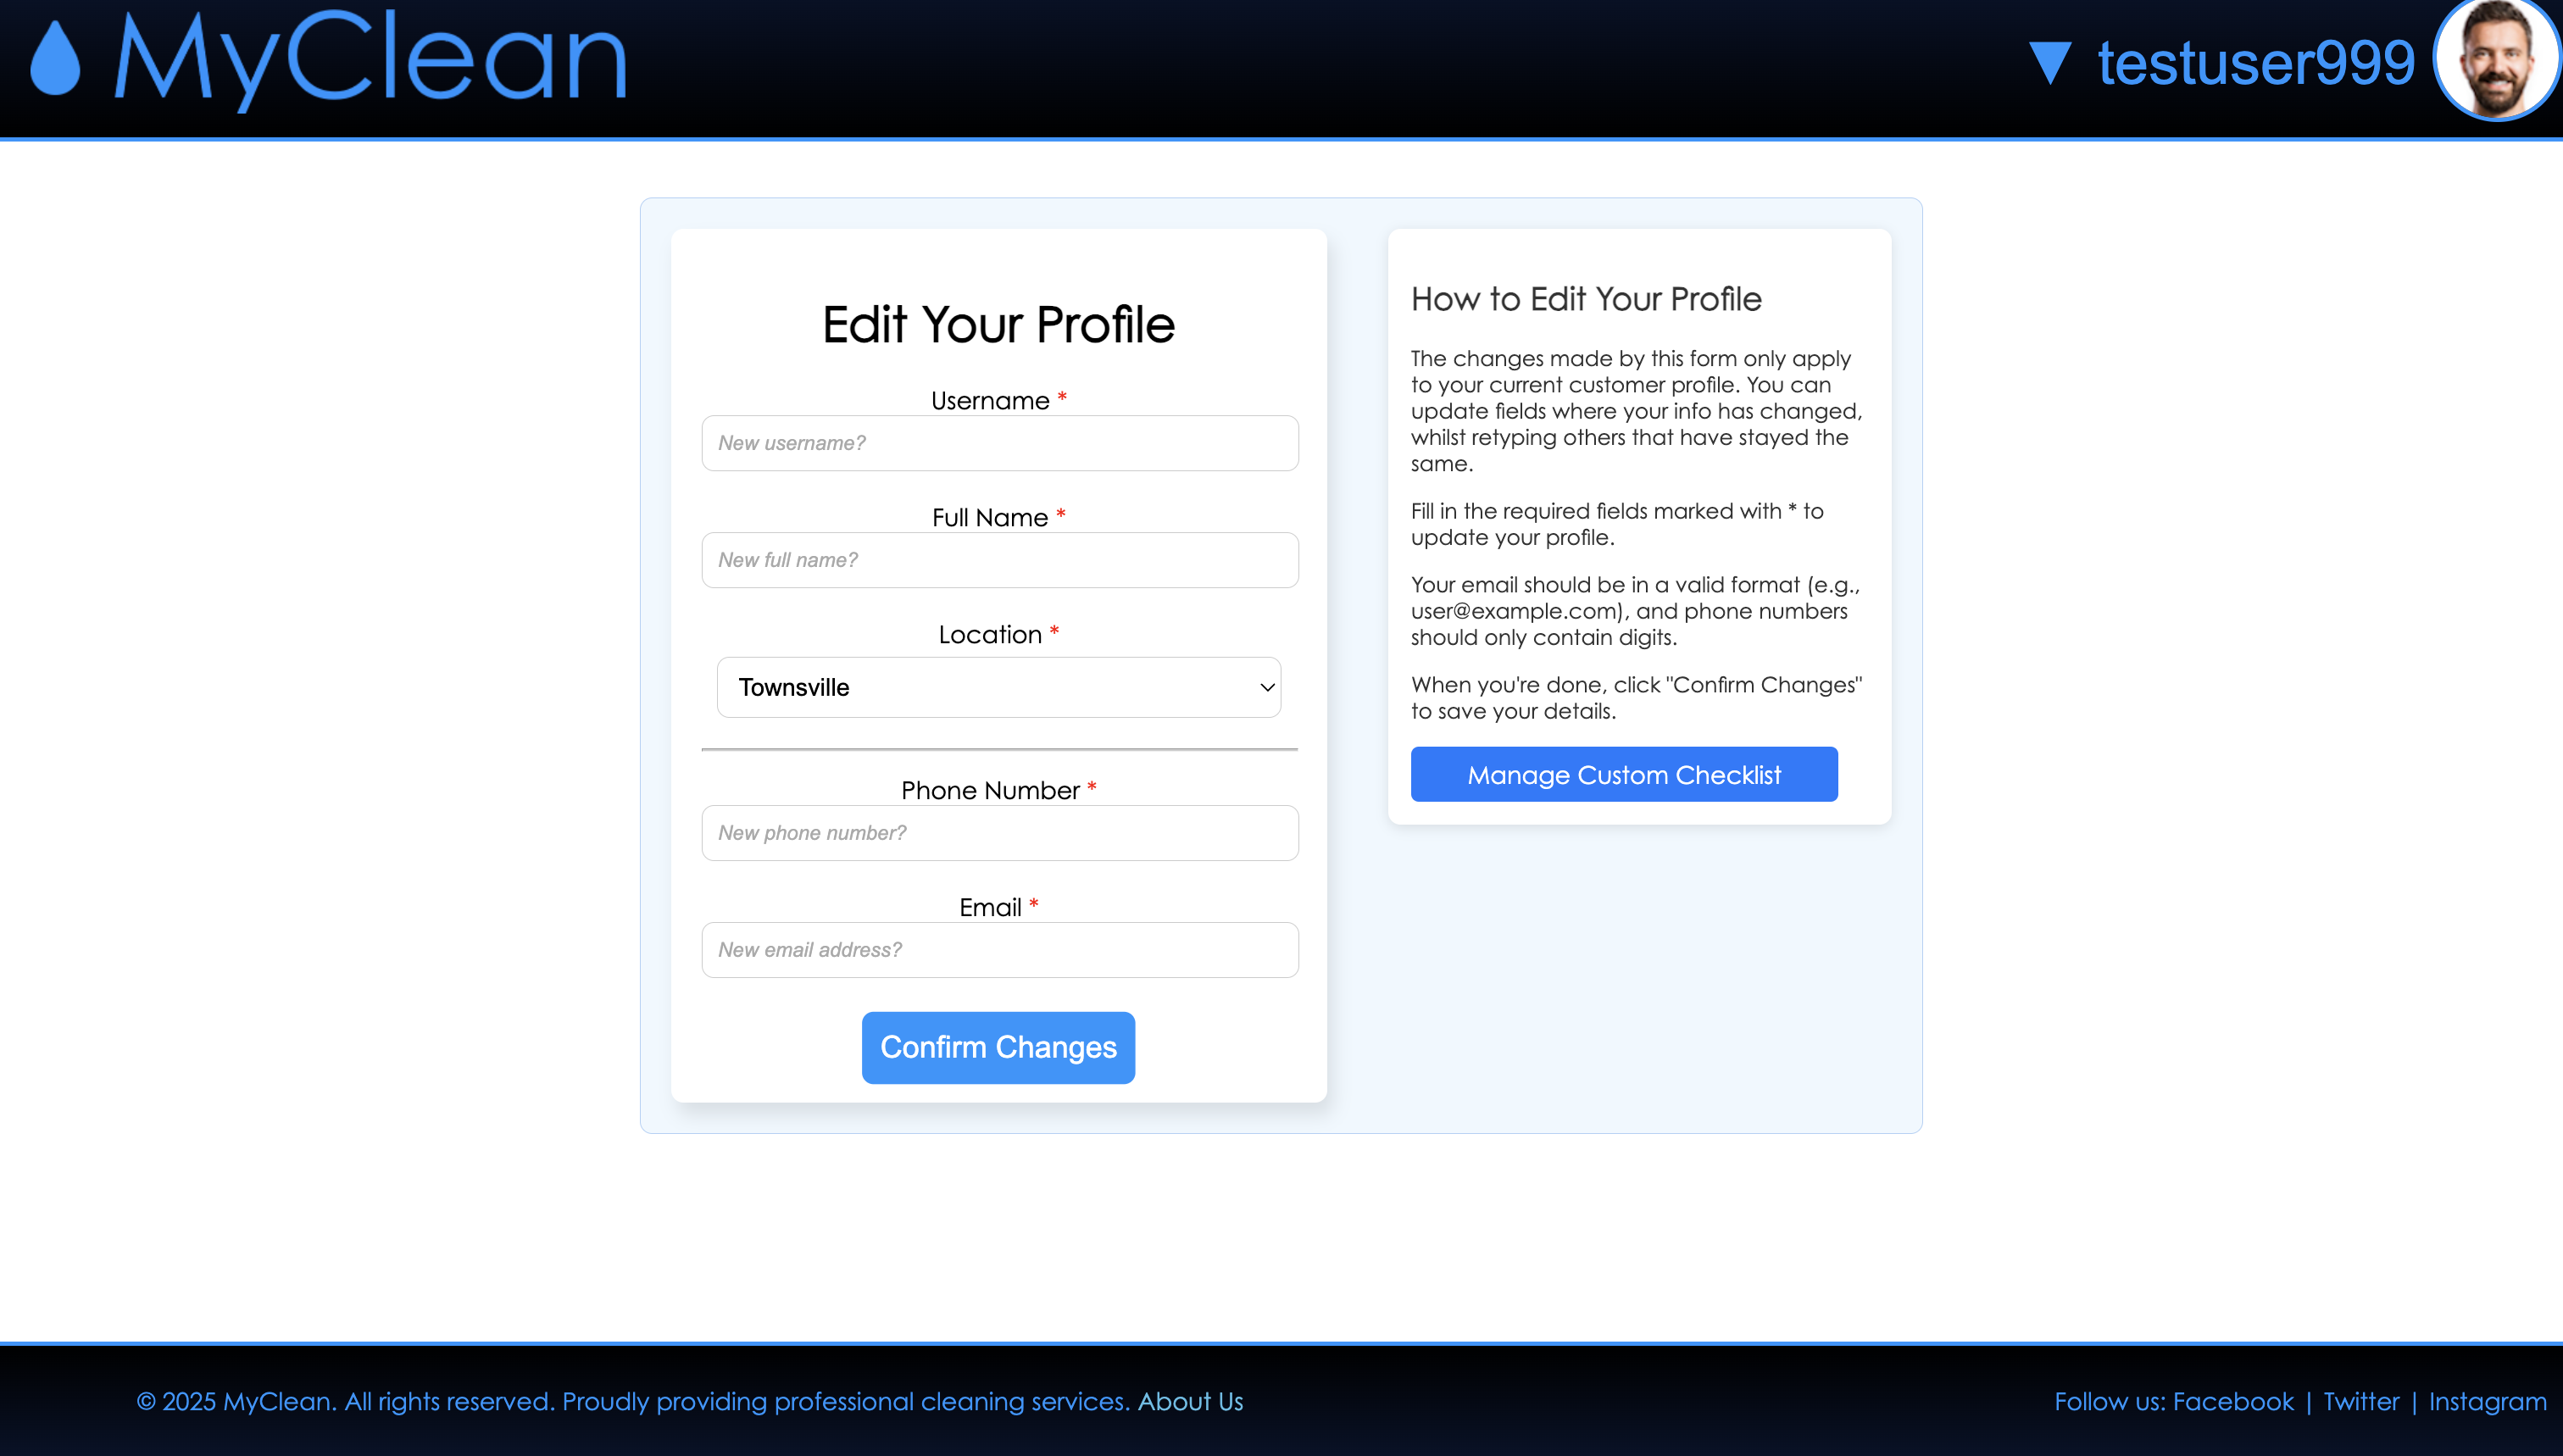 MyClean
▼ testuser999
Edit Your Profile
Username *
New username?
Full Name *
New full name?
Location *
Townsville
Phone Number *
New phone number?
Email *
New email address?
Confirm Changes
How to Edit Your Profile
The changes made by this form only apply
to your current customer profile. You can
update fields where your info has changed,
whilst retyping others that have stayed the
same.
Fill in the required fields marked with * to
update your profile.
Your email should be in a valid format (e.g.,
user@example.com), and phone numbers
should only contain digits.
When you're done, click "Confirm Changes"
to save your details.
Manage Custom Checklist
© 2025 MyClean. All rights reserved. Proudly providing professional cleaning services. About Us
Follow us: Facebook | Twitter | Instagram